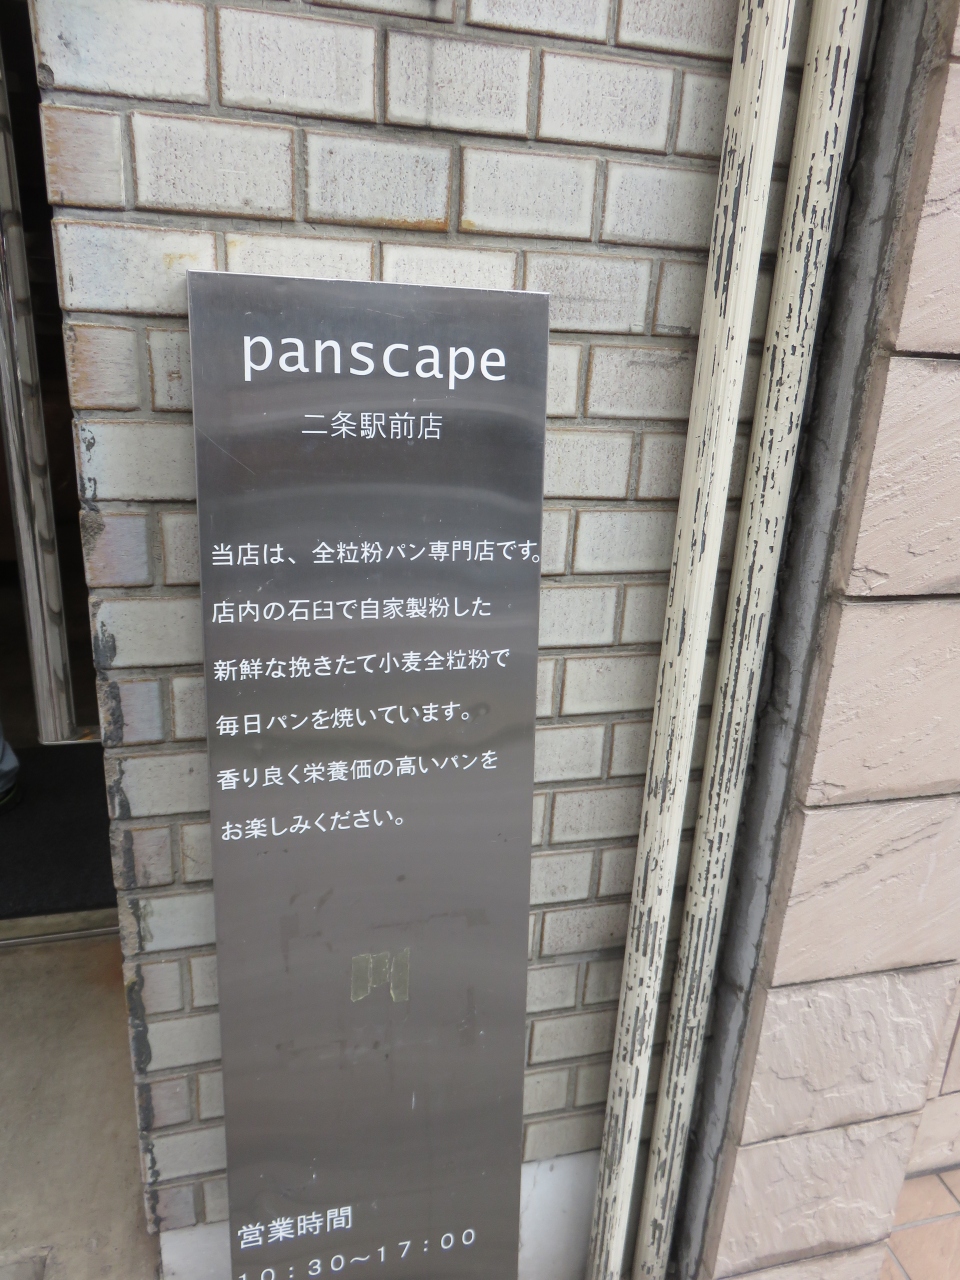 panscape
二条駅前店
当店は、全粒粉パン専門店です。
店内の石臼で自家製粉した
新鮮な挽きたて小麦全粒粉で
毎日パンを焼いています。
香り良く栄養価の高いパンを
お楽しみください。
営業時間
10:30～17:00